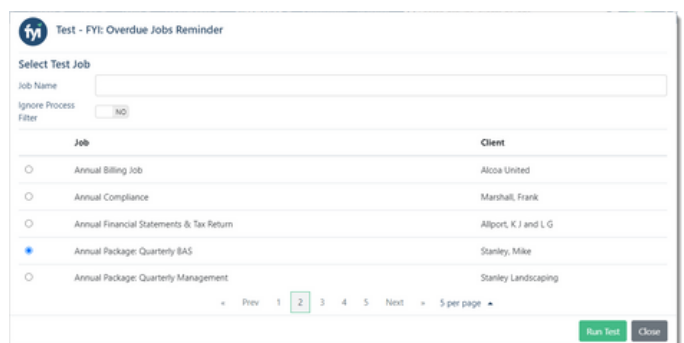 fyi Test - FYI: Overdue Jobs Reminder
Select Test Job
Job Name
Ignore Process
Filter NO
Job Client
Annual Billing Job Alcoa United
Annual Compliance Marshall, Frank
Annual Financial Statements & Tax Return Allport, K J and L G
Annual Package: Quarterly BAS Stanley, Mike
Annual Package: Quarterly Management Stanley Landscaping
« Prev 1 2 3 4 5 Next » 5 per page
Run Test Close